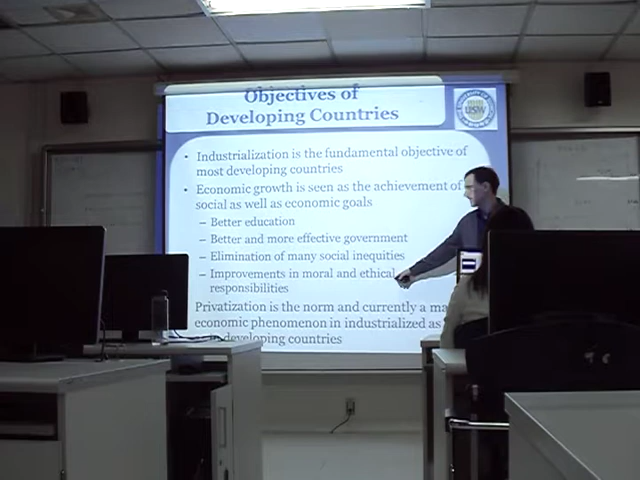 Objectives of
Developing Countries
• Industrialization is the fundamental objective of
most developing countries
• Economic growth is seen as the achievement of
social as well as economic goals
– Better education
– Better and more effective government
– Elimination of many social inequities
– Improvements in moral and ethical
responsibilities
Privatization is the norm and currently a
economic phenomenon in industrialized as
developing countries
USW